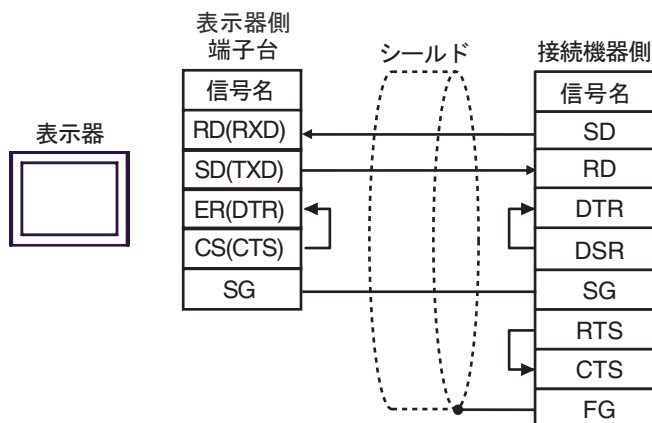 表示器側
端子台
シールド
接続機器側
信号名
信号名
表示器
RD(RXD)
SD
SD(TXD)
RD
ER(DTR)
DTR
CS(CTS)
DSR
SG
SG
RTS
CTS
FG